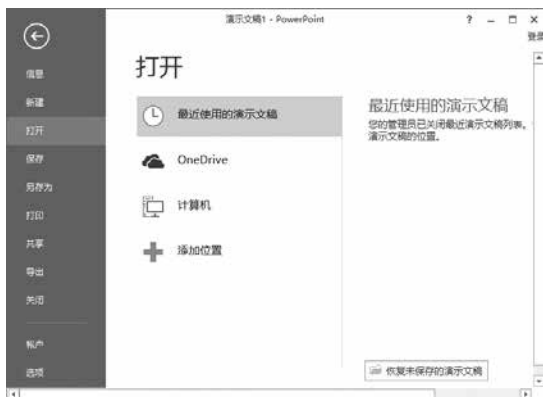 演示文稿1 - PowerPoint
?
登录
信息
新建
打开
保存
另存为
打印
共享
导出
关闭
帐户
选项
打开
最近使用的演示文稿
OneDrive
计算机
添加位置
最近使用的演示文稿
您的管理员已关闭最近演示文稿列表。
演示文稿的位置。
恢复未保存的演示文稿